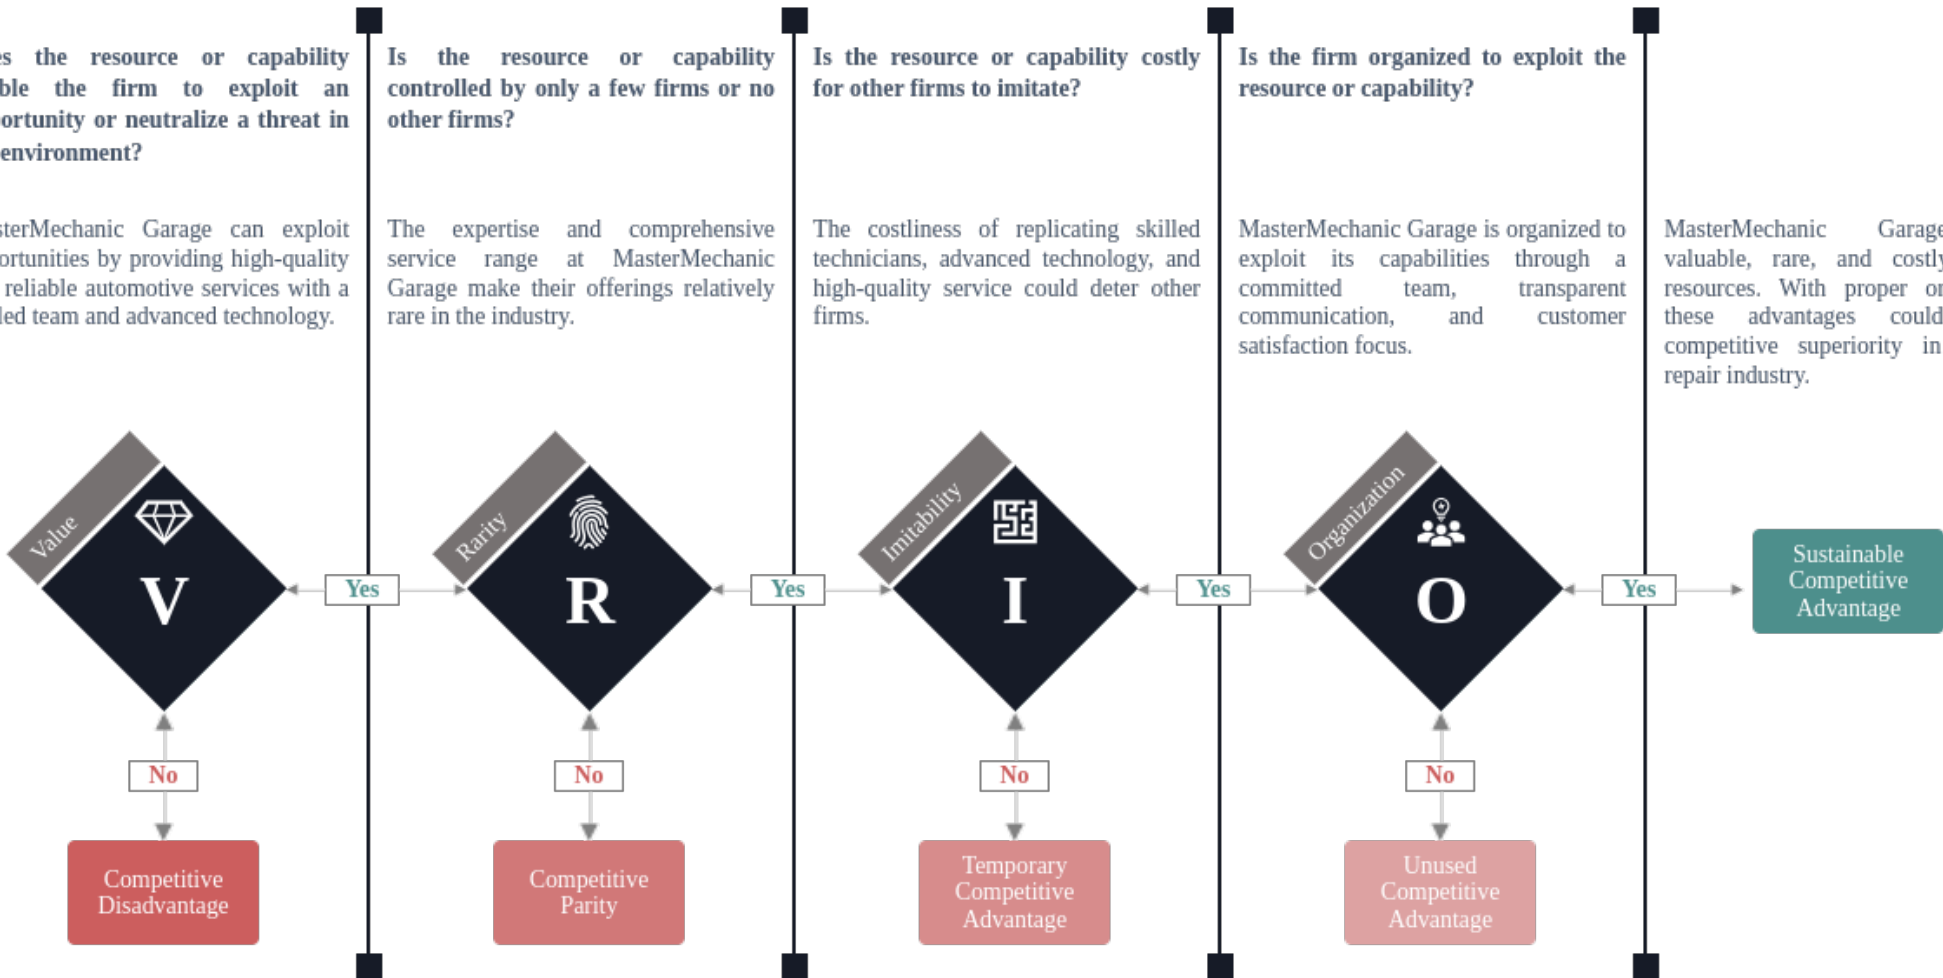 es the resource or capability
ble the firm to exploit an
ortunity or neutralize a threat in
environment?
sterMechanic Garage can exploit
ortunities by providing high-quality
reliable automotive services with a
led team and advanced technology.
Value
V
Yes
No
Competitive
Disadvantage
Is the resource or capability
controlled by only a few firms or no
other firms?
The expertise and comprehensive
service range at MasterMechanic
Garage make their offerings relatively
rare in the industry.
Rarity
R
Yes
No
Competitive
Parity
Is the resource or capability costly
for other firms to imitate?
The costliness of replicating skilled
technicians, advanced technology, and
high-quality service could deter other
firms.
Imitability
I
Yes
No
Temporary
Competitive
Advantage
Is the firm organized to exploit the
resource or capability?
MasterMechanic Garage is organized to
exploit its capabilities through a
committed team, transparent
communication, and customer
satisfaction focus.
Organization
O
Yes
No
Unused
Competitive
Advantage
MasterMechanic Garage
valuable, rare, and costly
resources. With proper or
these advantages could
competitive superiority in
repair industry.
Sustainable
Competitive
Advantage